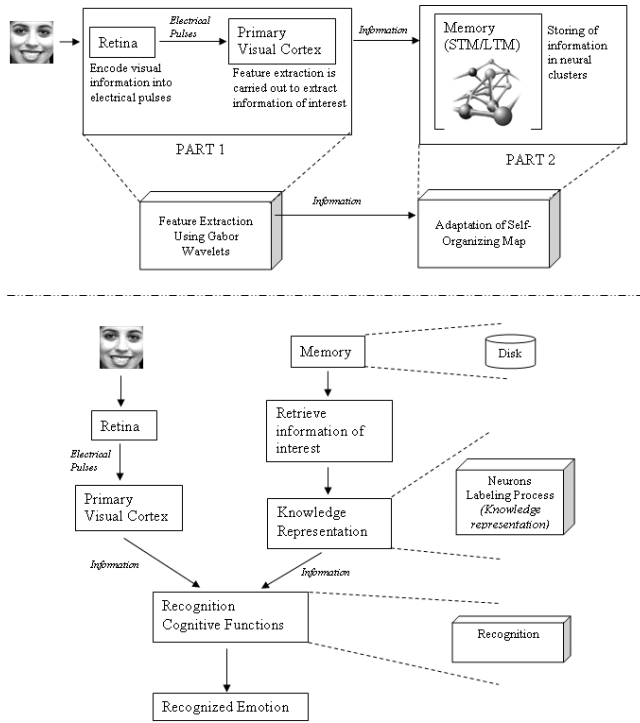 Electrical
Pulses
Retina
Encode visual
information into
electrical pulses
Primary
Visual Cortex
Feature extraction is
carried out to extract
information of interest
PART 1
Information
Memory
(STM/LTM)
Storing of
information
in neural
clusters
PART 2
Feature Extraction
Using Gabor
Wavelets
Information
Adaptation of Self-
Organizing Map
Memory
Disk
Retina
Retrieve
information of
interest
Electrical
Pulses
Primary
Visual Cortex
Knowledge
Representation
Neurons
Labeling Process
(Knowledge
representation)
Information
Information
Recognition
Cognitive Functions
Recognition
Recognized Emotion